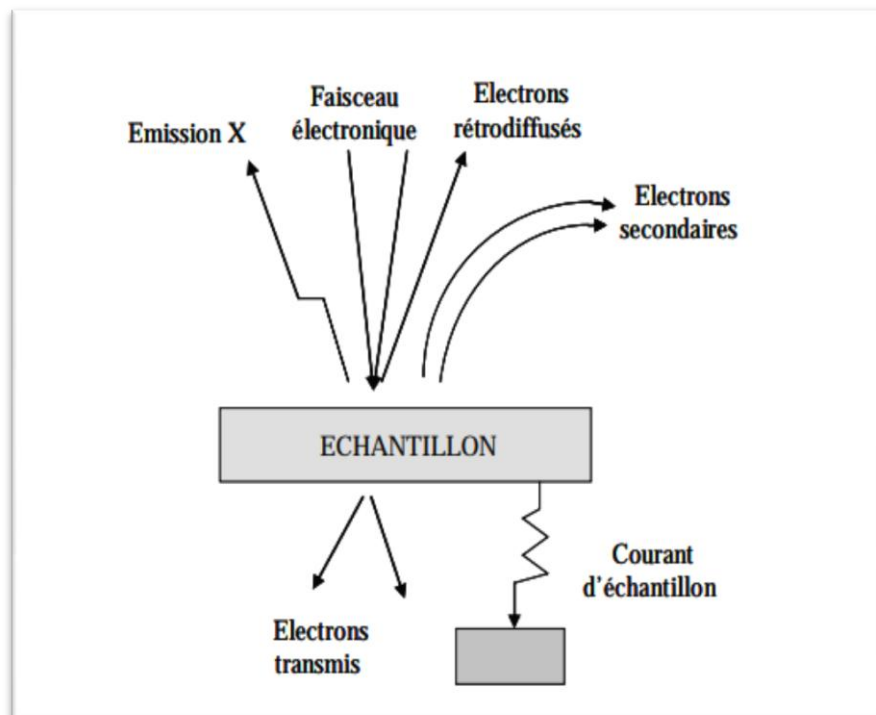 Emission X
Faisceau
électronique
Electrons
rétrodiffusés
Electrons
secondaires
ECHANTILLON
Courant
d'échantillon
Electrons
transmis